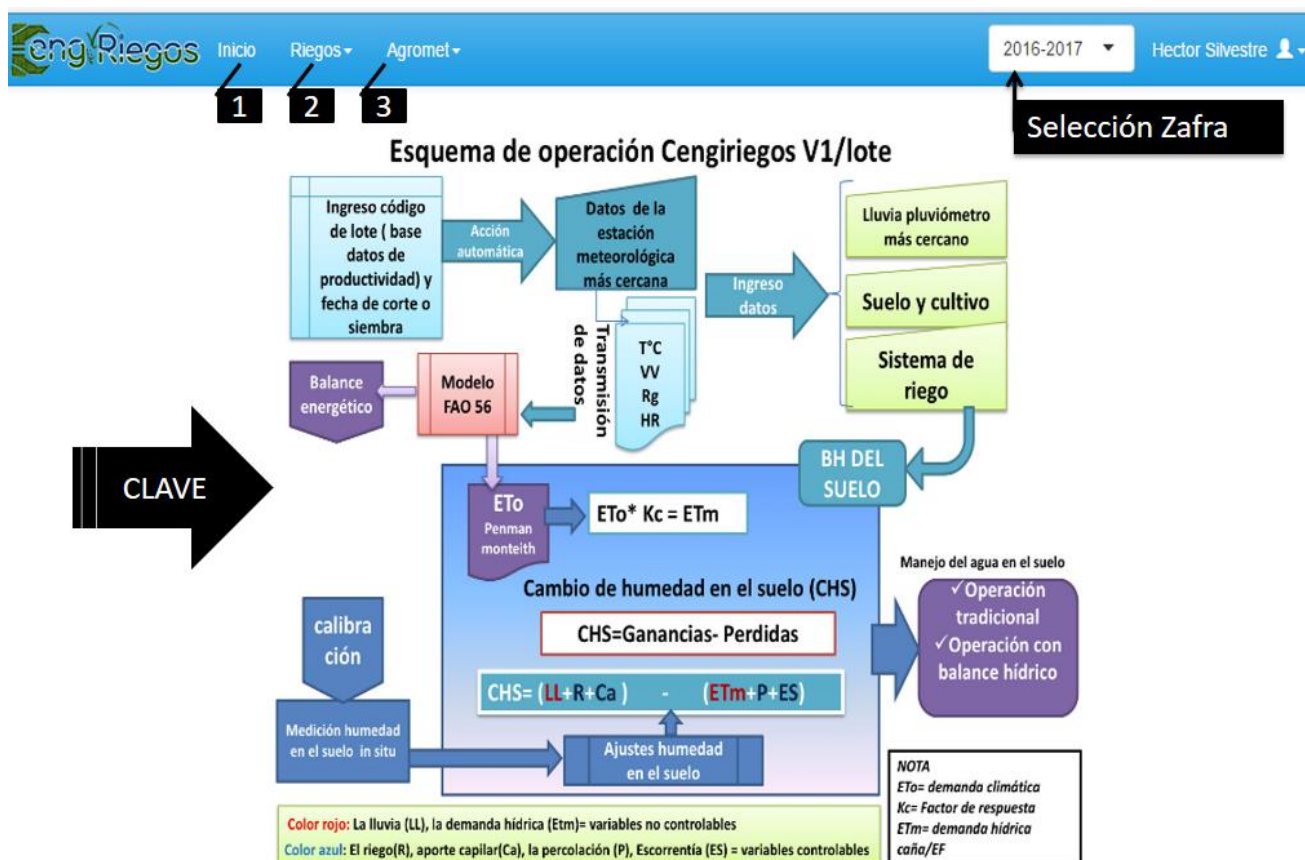 CengiRiegos
Inicio
Riegos
Agromet
2016-2017
Hector Silvestre
1
2
3
Selección Zafra
Esquema de operación Cengiriegos V1/lote
Ingreso código
de lote ( base
datos de
productividad) y
fecha de corte o
siembra
Acción
automática
Datos de la
estación
meteorológica
más cercana
Ingreso
datos
Lluvia pluviómetro
más cercano
Suelo y cultivo
Sistema de
riego
Transmisión
de datos
T°C
VV
Rg
HR
Modelo
FAO 56
Balance
energético
CLAVE
BH DEL
SUELO
ETo
Penman
monteith
ETo* Kc = ETm
Cambio de humedad en el suelo (CHS)
CHS=Ganancias- Perdidas
CHS= (LL+R+Ca ) - (ETm+P+ES)
Ajustes humedad
en el suelo
calibra
ción
Medición humedad
en el suelo in situ
Manejo del agua en el suelo
✓Operación
tradicional
✓Operación con
balance hídrico
NOTA
ETo= demanda climática
Kc= Factor de respuesta
ETm= demanda hídrica
caña/EF
Color rojo: La lluvia (LL), la demanda hídrica (Etm)= variables no controlables
Color azul: El riego(R), aporte capilar(Ca), la percolación (P), Escorrentía (ES) = variables controlables